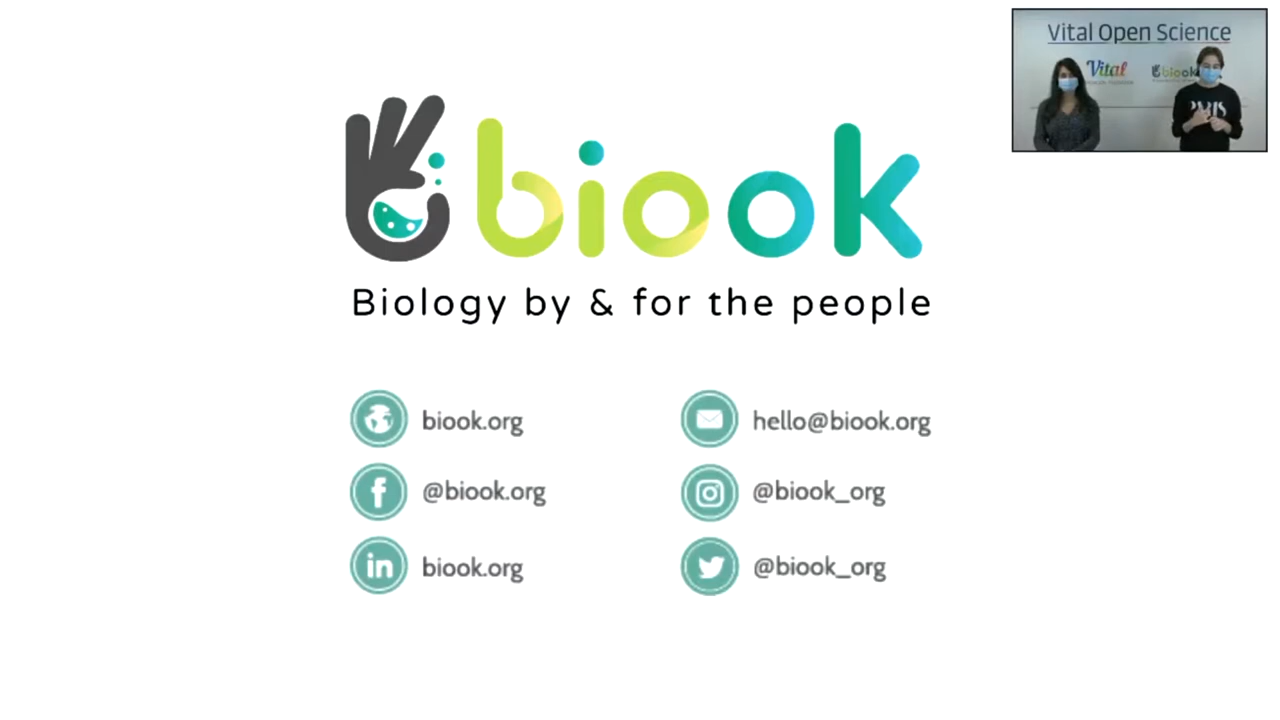 Vital Open Science
Vital
biook
biook
Biology by & for the people
biook.org
hello@biook.org
@biook.org
@biook_org
biook.org
@biook_org